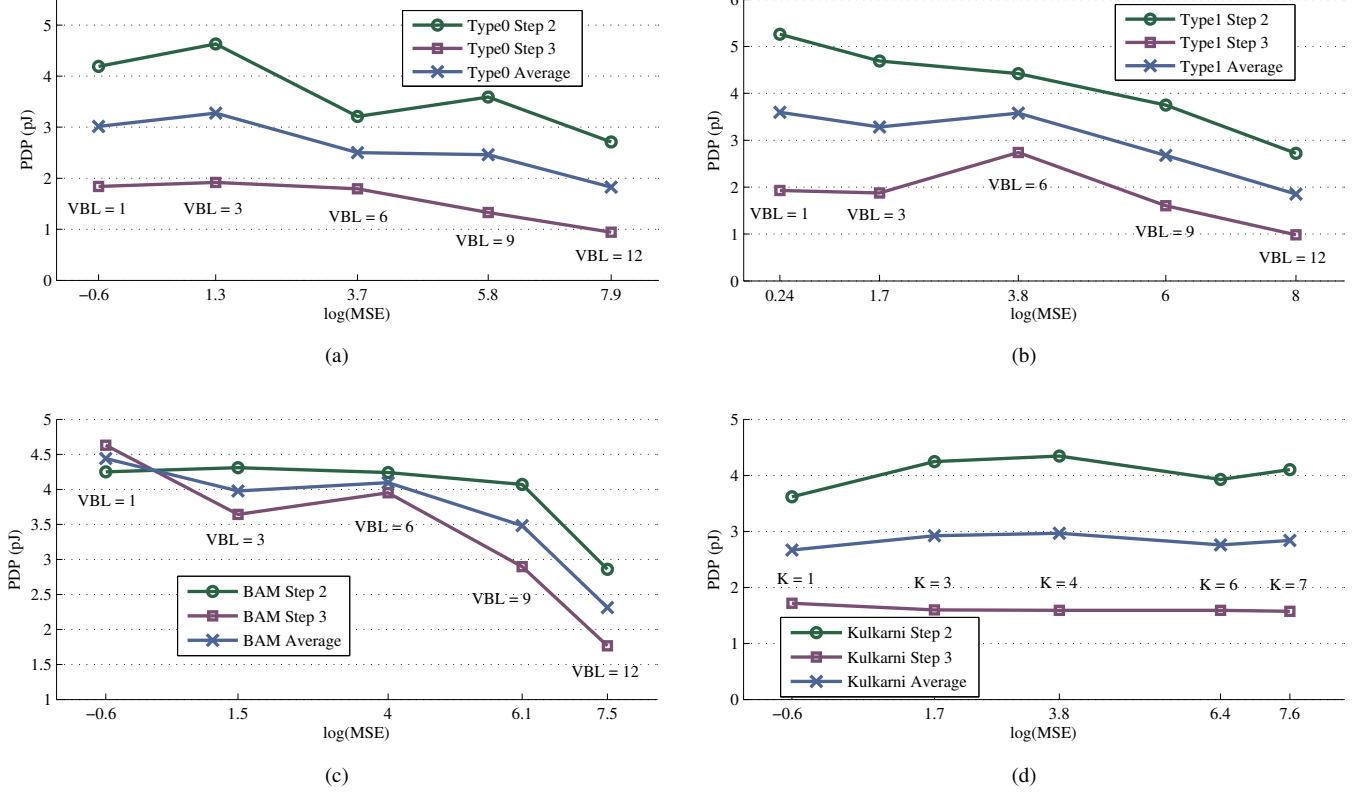 5
4
3
2
1
0
PDP (pJ)
Type0 Step 2
Type0 Step 3
Type0 Average
VBL = 1
VBL = 3
VBL = 6
VBL = 9
VBL = 12
−0.6 1.3 3.7 5.8 7.9
log(MSE)
(a)
6
5
4
3
2
1
0
PDP (pJ)
Type1 Step 2
Type1 Step 3
Type1 Average
VBL = 1
VBL = 3
VBL = 6
VBL = 9
VBL = 12
0.24 1.7 3.8 6 8
log(MSE)
(b)
5
4.5
4
3.5
3
2.5
2
1.5
1
PDP (pJ)
VBL = 1
VBL = 3
VBL = 6
VBL = 9
VBL = 12
BAM Step 2
BAM Step 3
BAM Average
−0.6 1.5 4 6.1 7.5
log(MSE)
(c)
5
4
3
2
1
0
PDP (pJ)
K = 1
K = 3
K = 4
K = 6
K = 7
Kulkarni Step 2
Kulkarni Step 3
Kulkarni Average
−0.6 1.7 3.8 6.4 7.6
log(MSE)
(d)